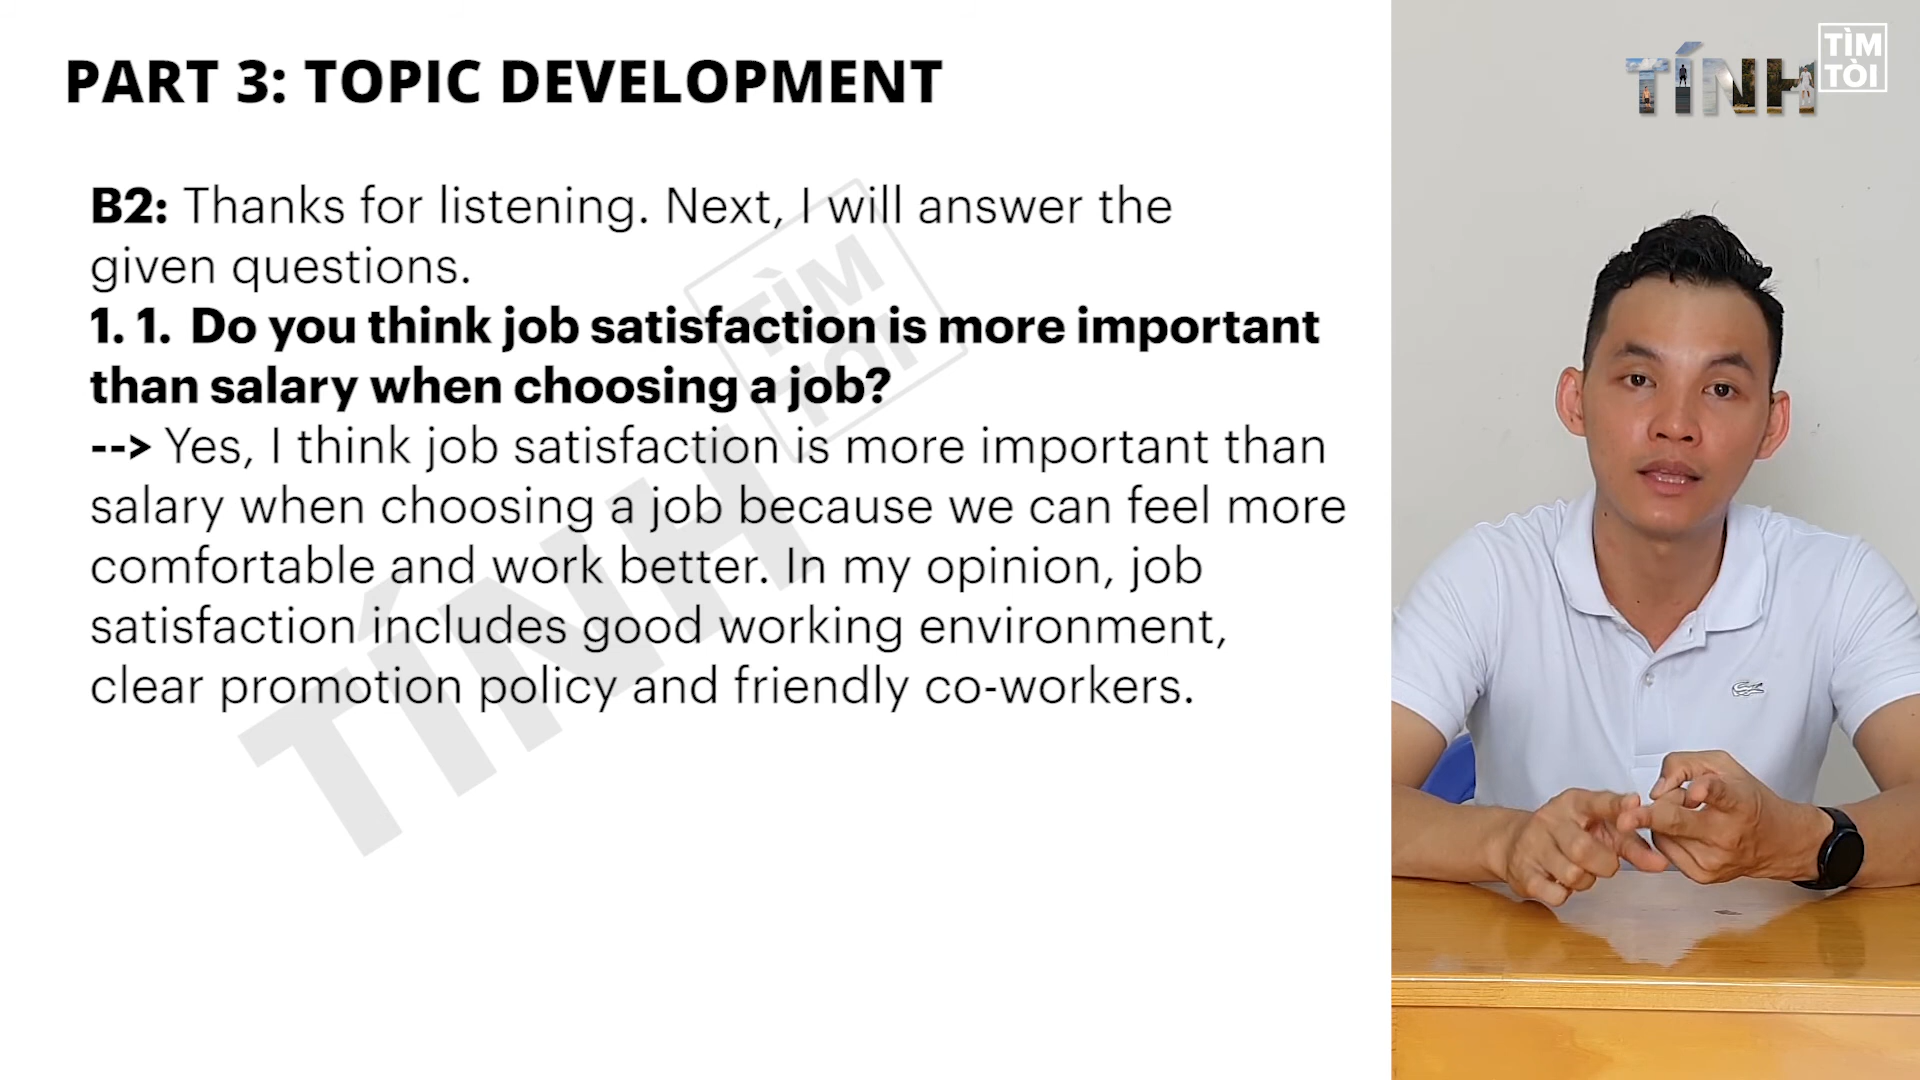 PART 3: TOPIC DEVELOPMENT
B2: Thanks for listening. Next, I will answer the
given questions.
1. 1. Do you think job satisfaction is more important
than salary when choosing a job?
--> Yes, I think job satisfaction is more important than
salary when choosing a job because we can feel more
comfortable and work better. In my opinion, job
satisfaction includes good working environment,
clear promotion policy and friendly co-workers.
TÍNH
TÌM
TÒI
TÍNH
TÌM
TÒI